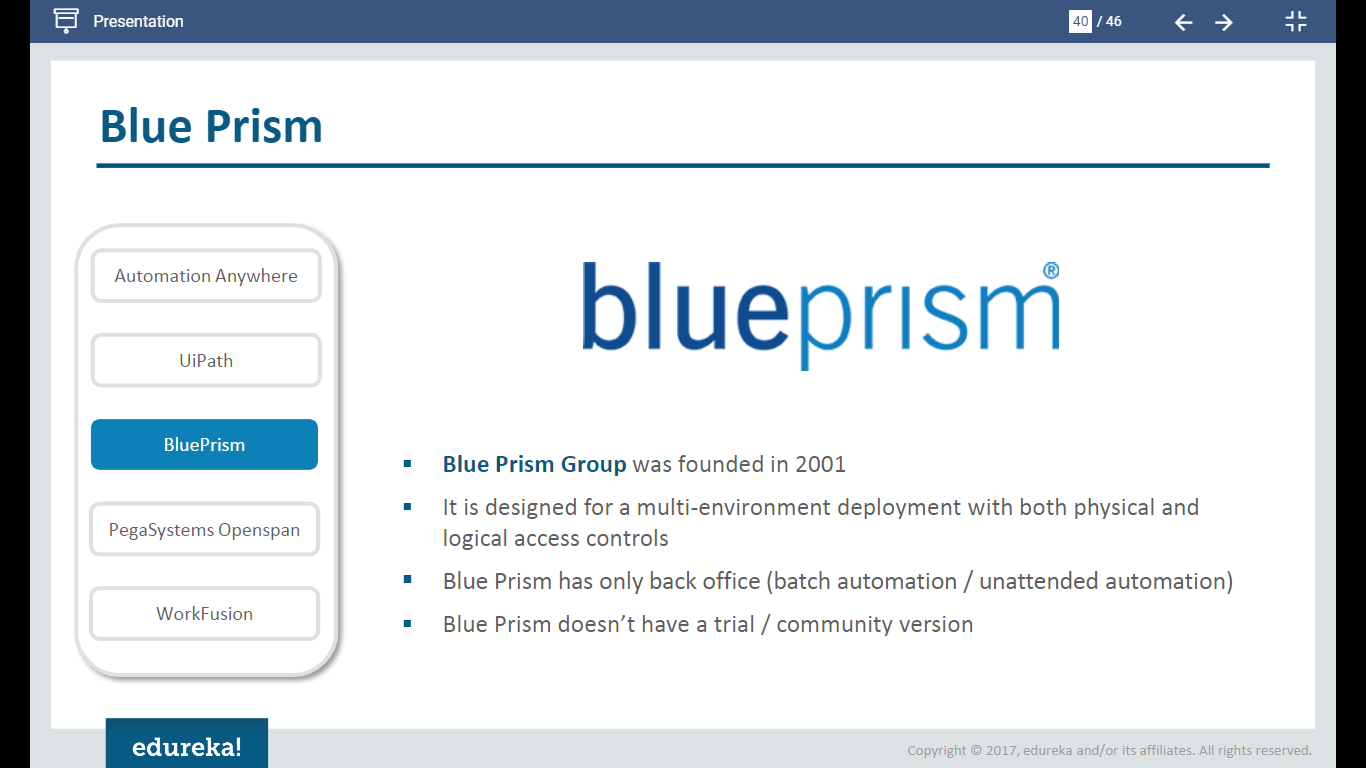 Presentation
40 / 46
Blue Prism
Automation Anywhere
UiPath
BluePrism
PegaSystems Openspan
WorkFusion
blueprism®
▪ Blue Prism Group was founded in 2001
▪ It is designed for a multi-environment deployment with both physical and
logical access controls
▪ Blue Prism has only back office (batch automation / unattended automation)
▪ Blue Prism doesn’t have a trial / community version
edureka!
Copyright © 2017, edureka and/or its affiliates. All rights reserved.